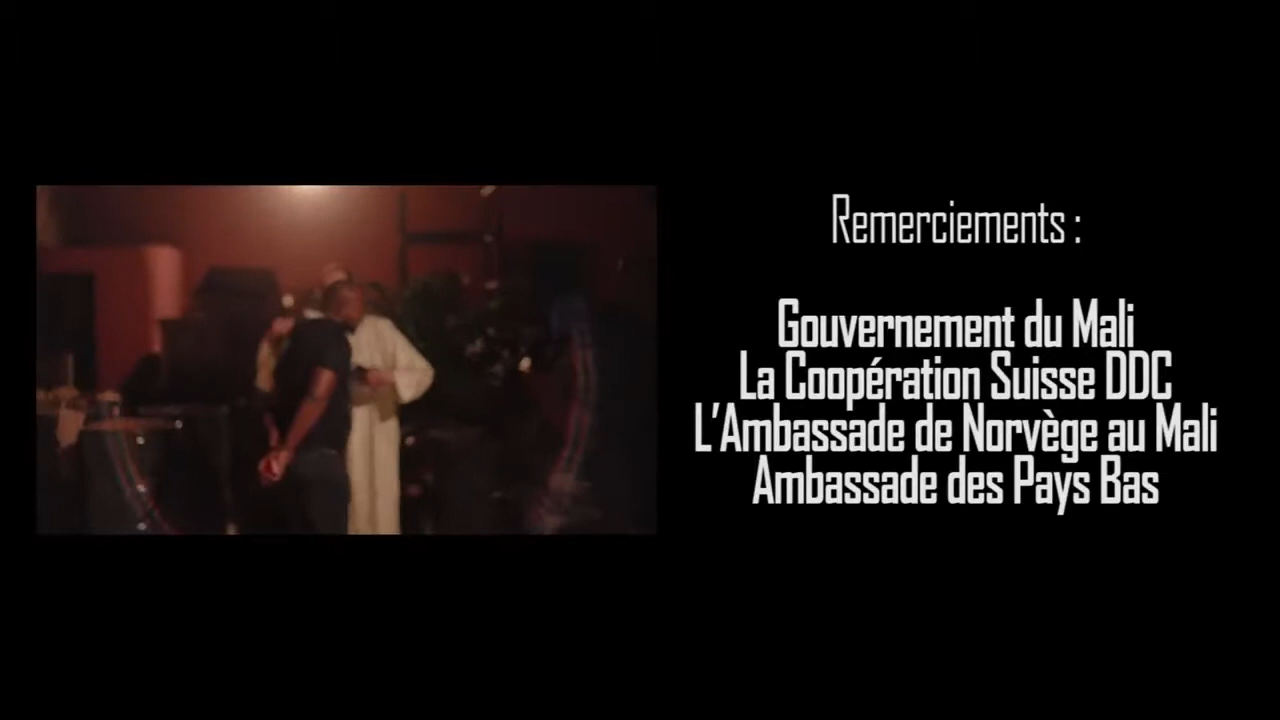 Remerciements :
Gouvernement du Mali
La Coopération Suisse DDC
L'Ambassade de Norvège au Mali
Ambassade des Pays Bas